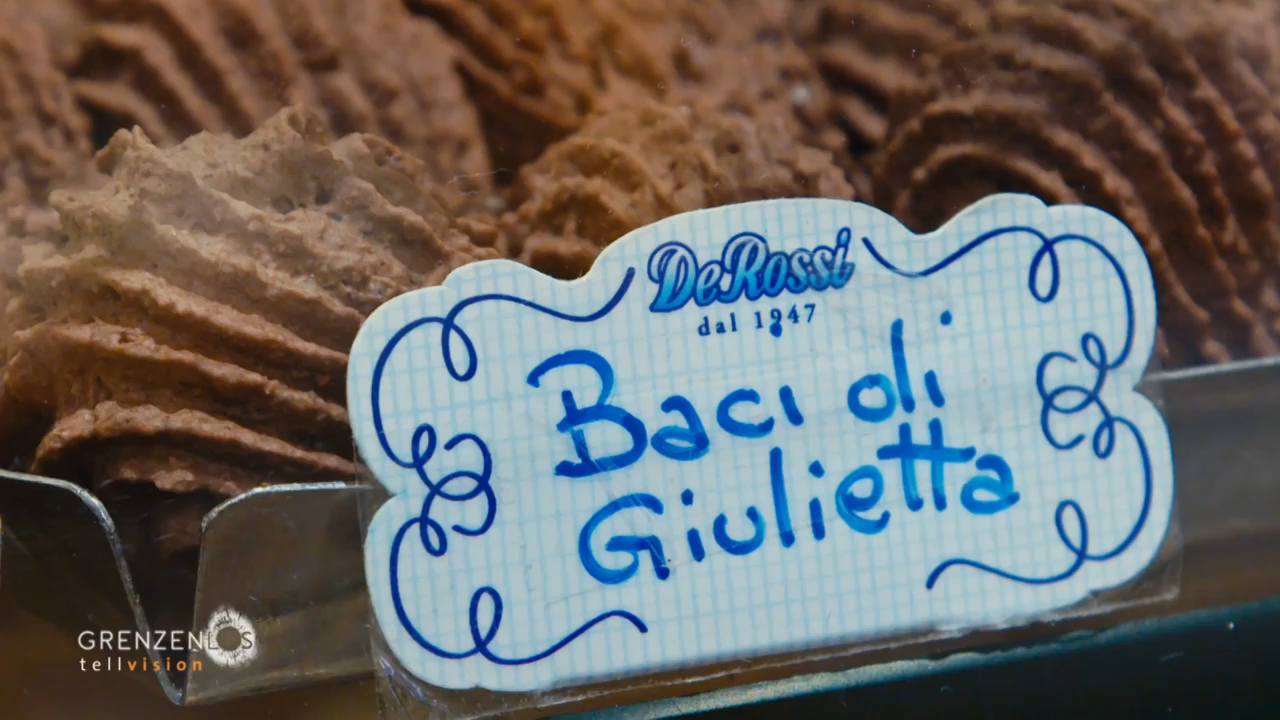 DeRossi
dal 1947
Baci di
Giulietta
GRENZENLOS
tellvision